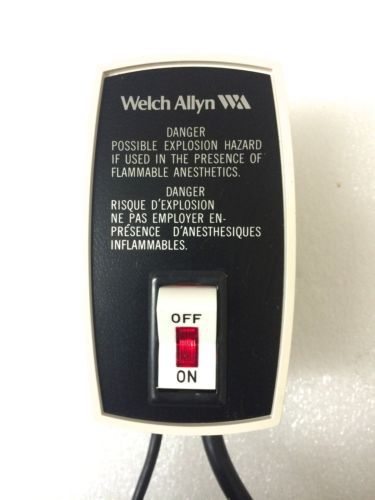 Welch Allyn WA
DANGER
POSSIBLE EXPLOSION HAZARD
IF USED IN THE PRESENCE OF
FLAMMABLE ANESTHETICS.
DANGER
RISQUE D'EXPLOSION
NE PAS EMPLOYER EN-
PRÉSENCE D'ANESTHESIQUES
INFLAMMABLES.
OFF
ON